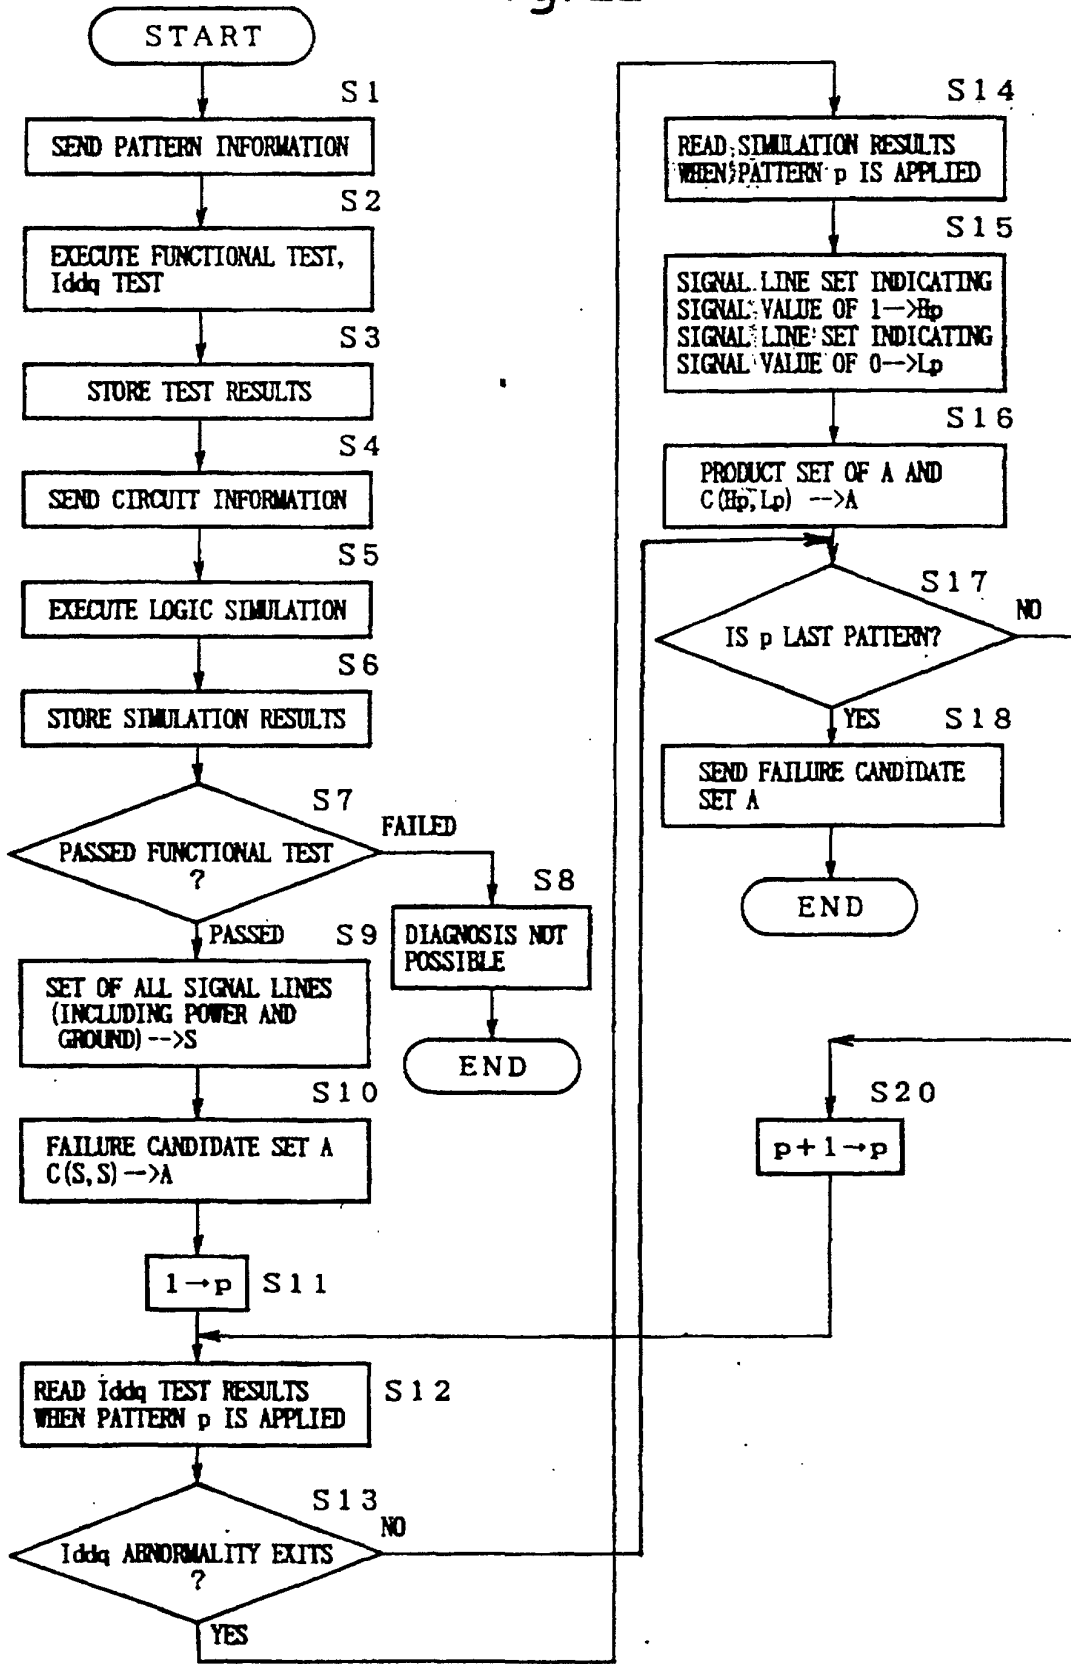 START
S1
SEND PATTERN INFORMATION
S2
EXECUTE FUNCTIONAL TEST,
Iddq TEST
S3
STORE TEST RESULTS
S4
SEND CIRCUIT INFORMATION
S5
EXECUTE LOGIC SIMULATION
S6
STORE SIMULATION RESULTS
S7
PASSED FUNCTIONAL TEST
?
FAILED
S8
DIAGNOSIS NOT
POSSIBLE
END
PASSED
S9
SET OF ALL SIGNAL LINES
(INCLUDING POWER AND
GROUND)-->S
S10
FAILURE CANDIDATE SET A
C(S,S)-->A
1→p
S11
READ Iddq TEST RESULTS
WHEN PATTERN p IS APPLIED
S12
S13
Iddq ABNORMALITY EXITS
?
NO
YES
S14
READ SIMULATION RESULTS
WHEN PATTERN p IS APPLIED
S15
SIGNAL LINE SET INDICATING
SIGNAL VALUE OF 1-->Hp
SIGNAL LINE SET INDICATING
SIGNAL VALUE OF 0-->Lp
S16
PRODUCT SET OF A AND
C(Hp,Lp) -->A
S17
IS p LAST PATTERN?
NO
YES
S18
SEND FAILURE CANDIDATE
SET A
END
S20
p+1→p